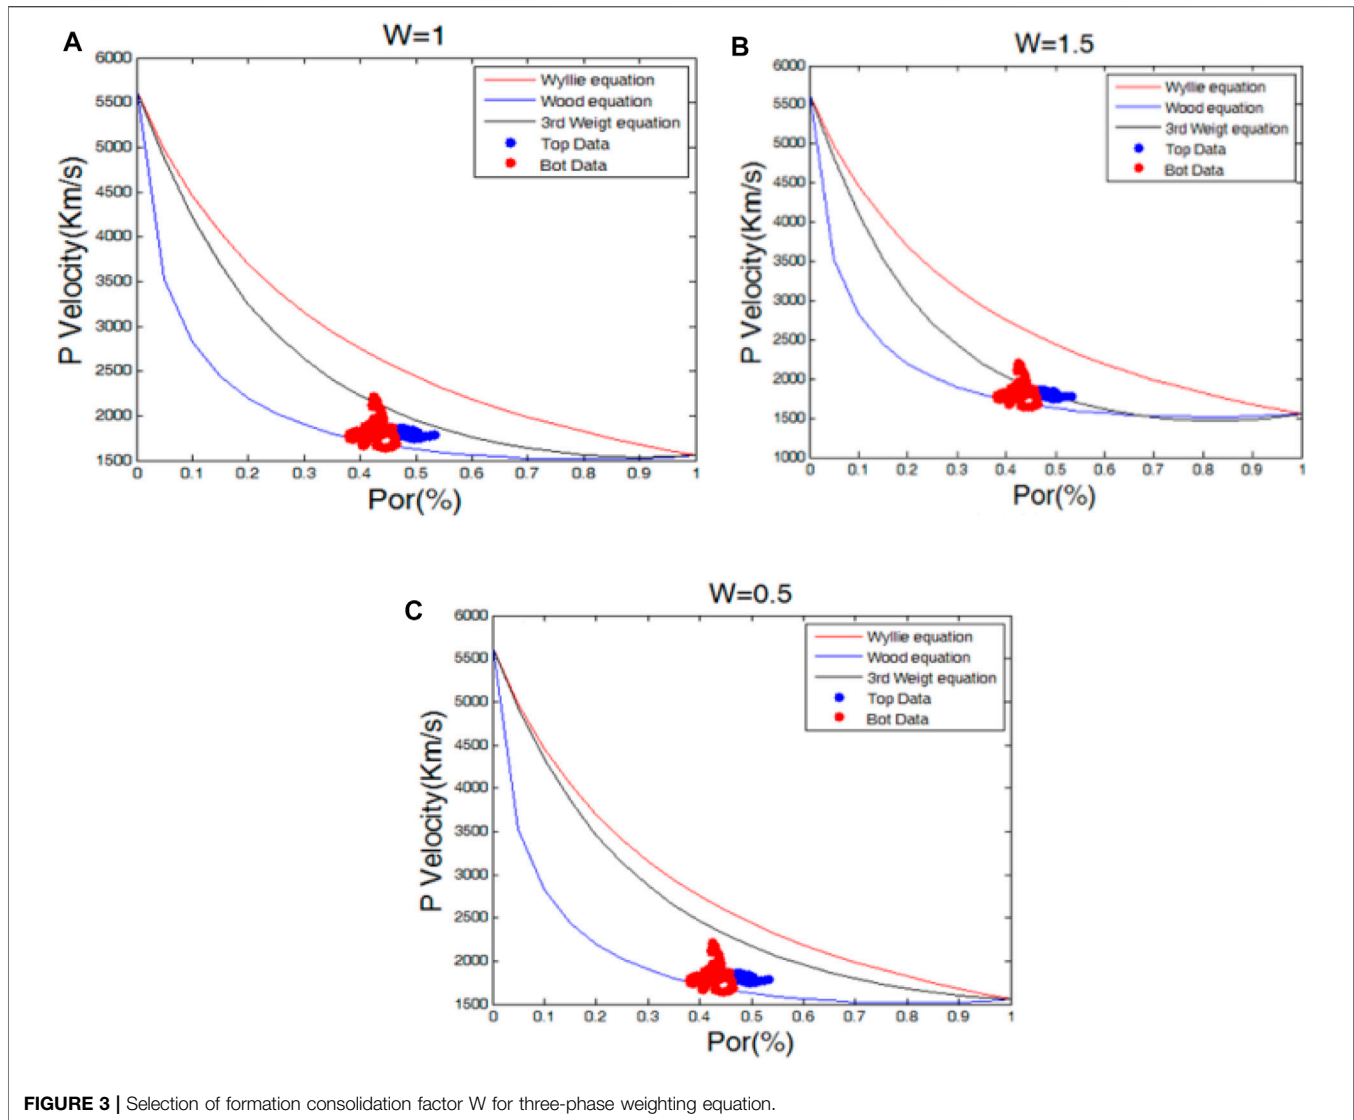 A
W=1
6000
5500
5000
4500
4000
3500
3000
2500
2000
1500
P Velocity(Km/s)
0 0.1 0.2 0.3 0.4 0.5 0.6 0.7 0.8 0.9 1
Por(%)
Wyllie equation
Wood equation
3rd Weigt equation
Top Data
Bot Data
B
W=1.5
6000
5500
5000
4500
4000
3500
3000
2500
2000
1500
1000
P Velocity(Km/s)
0 0.1 0.2 0.3 0.4 0.5 0.6 0.7 0.8 0.9 1
Por(%)
Wyllie equation
Wood equation
3rd Weigt equation
Top Data
Bot Data
C
W=0.5
6000
5500
5000
4500
4000
3500
3000
2500
2000
1500
P Velocity(Km/s)
0 0.1 0.2 0.3 0.4 0.5 0.6 0.7 0.8 0.9 1
Por(%)
Wyllie equation
Wood equation
3rd Weigt equation
Top Data
Bot Data
FIGURE 3 | Selection of formation consolidation factor W for three-phase weighting equation.